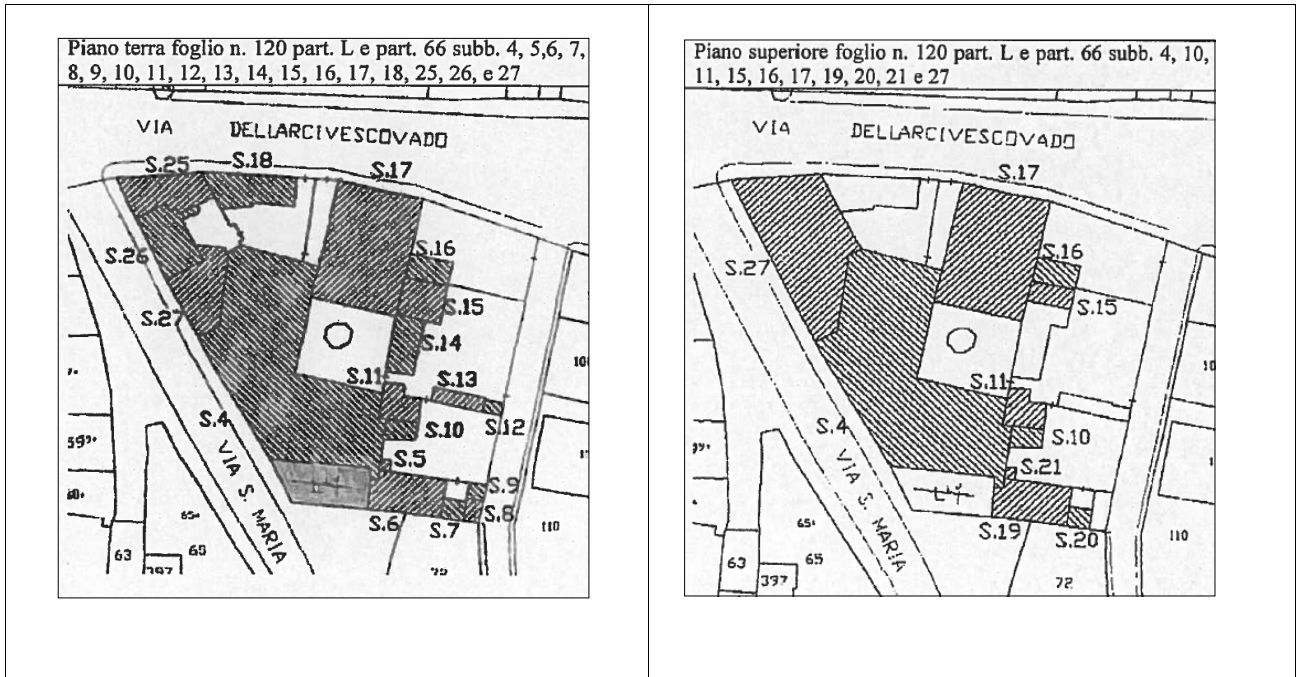 Piano terra foglio n. 120 part. L e part. 66 subb. 4, 5,6, 7,
8, 9, 10, 11, 12, 13, 14, 15, 16, 17, 18, 25, 26, e 27
VIA DELLARCIVESCOVADO
S.25 S.18 S.17
S.16
S.26
S.15
S.27
S.14
S.11 S.13
S.4 S.10 S.12
S.5
S.9
S.6 S.7 S.8
VIA S. MARIA
65
63 65 110
397 72
Piano superiore foglio n. 120 part. L e part. 66 subb. 4, 10,
11, 15, 16, 17, 19, 20, 21 e 27
VIA DELLARCIVESCOVADO
S.17
S.16
S.27
S.15
S.11
S.4 S.10
S.21
S.19 S.20
VIA S. MARIA
65
63 65 110
397 72